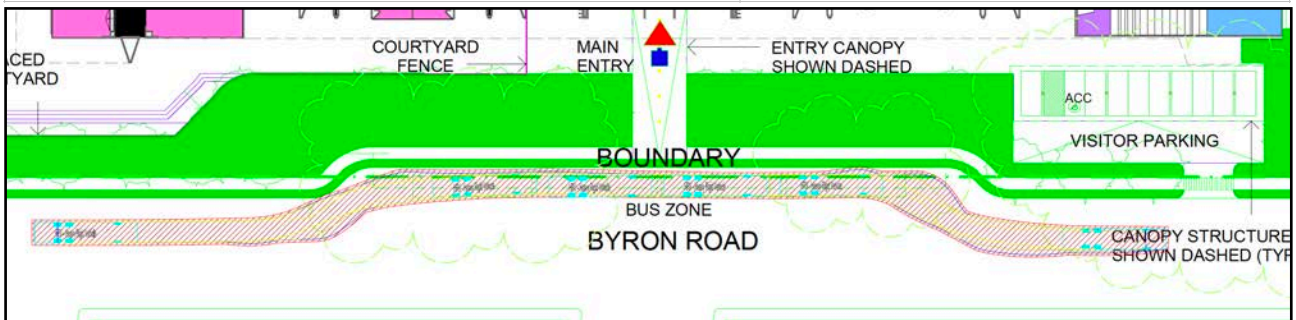 COURTYARD
FENCE
MAIN
ENTRY
ENTRY CANOPY
SHOWN DASHED
ACED
TYARD
ACC
VISITOR PARKING
BOUNDARY
BUS ZONE
BYRON ROAD
CANOPY STRUCTURE
SHOWN DASHED (TYP